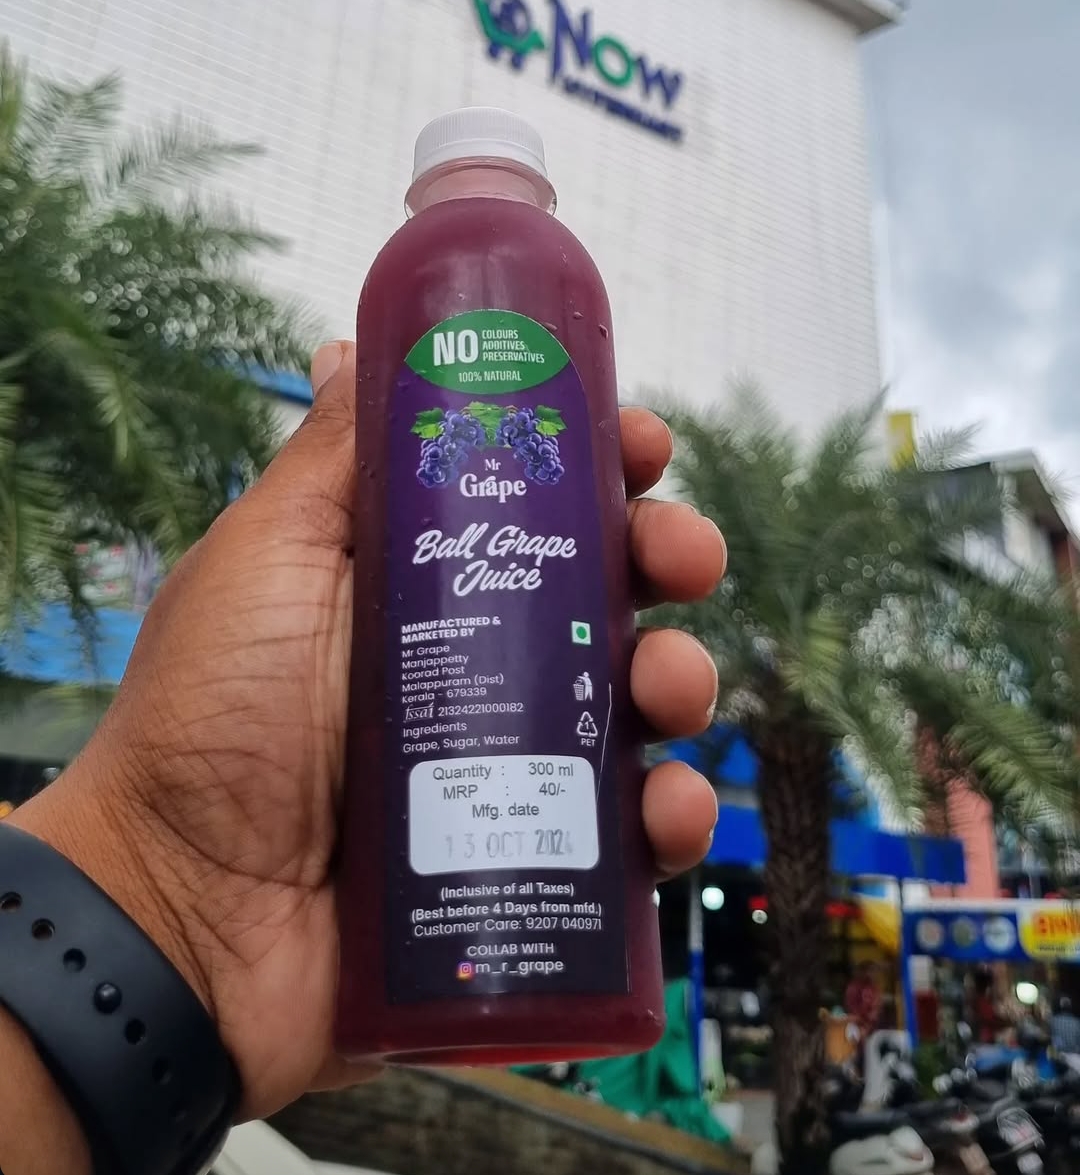 Now
HYPERMART
NO COLOURS
ADDITIVES
PRESERVATIVES
100% NATURAL
Mr
Grape
Ball Grape
Juice
MANUFACTURED &
MARKETED BY
Mr Grape
Manjappetty
Koorad Post
Malappuram (Dist)
Kerala - 679339
fssai 21324221000182
Ingredients
Grape, Sugar, Water
1
PET
Quantity : 300 ml
MRP : 40/-
Mfg. date
13 OCT 2024
(Inclusive of all Taxes)
(Best before 4 Days from mfd.)
Customer Care: 9207 040971
COLLAB WITH
m_r_grape